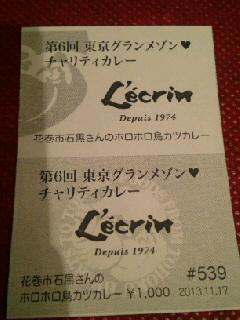 第6回 東京グランメゾン♥
チャリティカレー
L'écrin
Depuis 1974
花巻市石黒さんのホロホロ鳥カツカレー
第6回 東京グランメゾン♥
チャリティカレー
L'écrin
Depuis 1974
花巻市石黒さんの #539
ホロホロ鳥カツカレー ¥1,000 2013.11.17